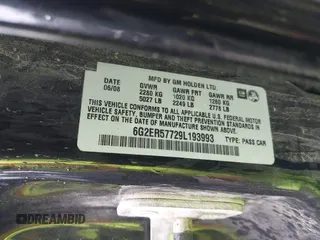 MFD BY GM HOLDEN LTD.
DATE GVWR GAWR FRT GAWR RR
06/08 2280 KG 1020 KG 1260 KG
5027 LB 2249 LB 2778 LB
THIS VEHICLE CONFORMS TO ALL APPLICABLE
U.S. FEDERAL MOTOR VEHICLE
SAFETY, BUMPER, AND THEFT PREVENTION
STANDARDS IN EFFECT ON THE DATE OF
MANUFACTURE SHOWN ABOVE.
6G2ER57729L193993
TYPE: PASS CAR
DREAMBID